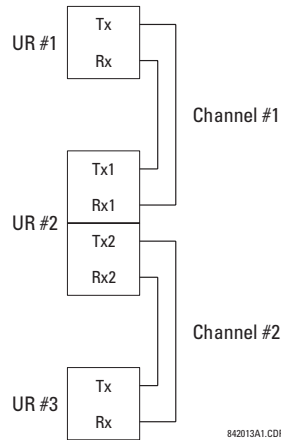 UR #1
Tx
Rx
Channel #1
UR #2
Tx1
Rx1
Tx2
Rx2
Channel #2
UR #3
Tx
Rx
842013A1.CDR